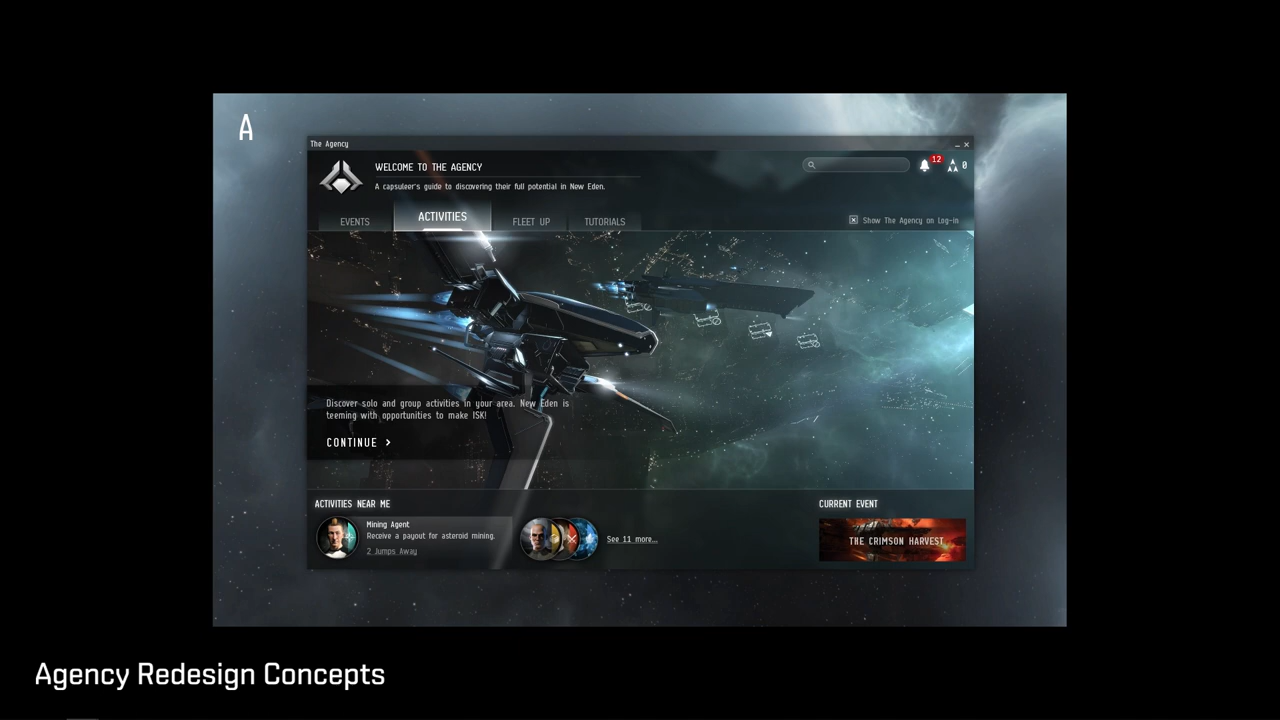 A
The Agency
WELCOME TO THE AGENCY
A capsuleer's guide to discovering their full potential in New Eden.
12
0
EVENTS
ACTIVITIES
FLEET UP
TUTORIALS
Show The Agency on Log-in
Discover solo and group activities in your area. New Eden is
teeming with opportunities to make ISK!
CONTINUE >
ACTIVITIES NEAR ME
Mining Agent
Receive a payout for asteroid mining.
2 Jumps Away
See 11 more...
CURRENT EVENT
THE CRIMSON HARVEST
Agency Redesign Concepts